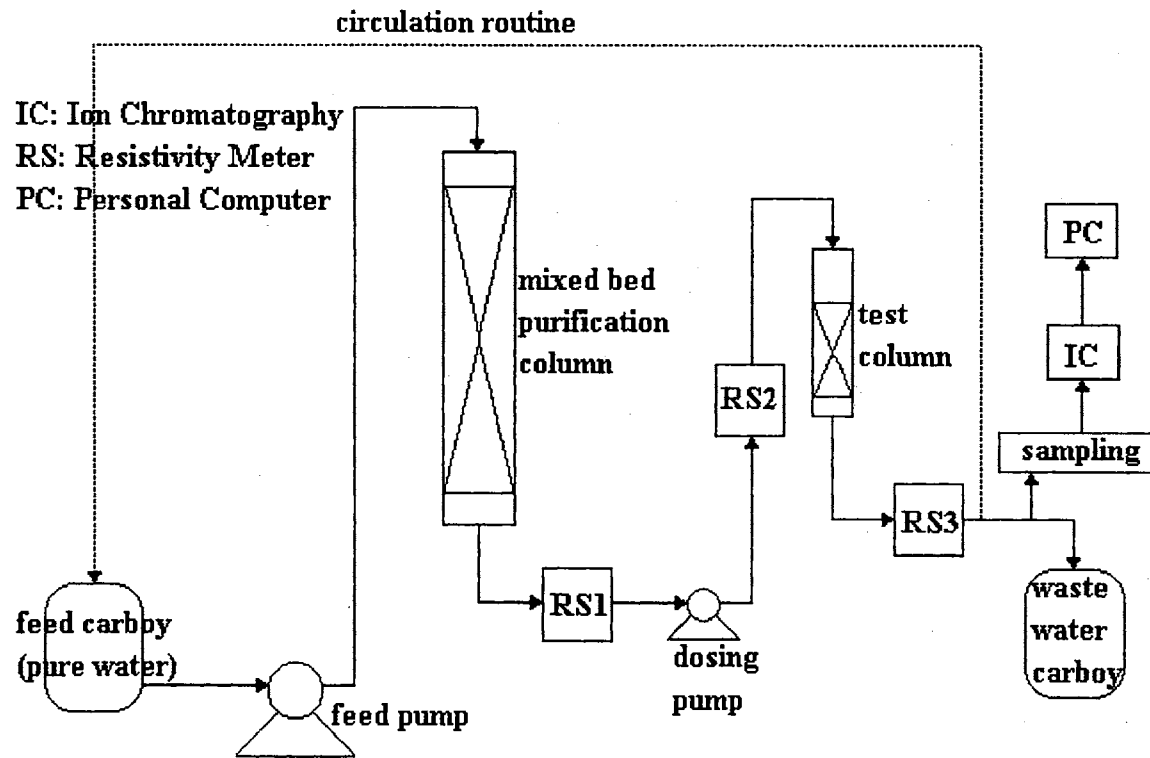 circulation routine
IC: Ion Chromatography
RS: Resistivity Meter
PC: Personal Computer
mixed bed
purification
column
test
column
PC
IC
sampling
RS2
RS3
RS1
dosing
pump
feed carboy
(pure water)
feed pump
waste
water
carboy